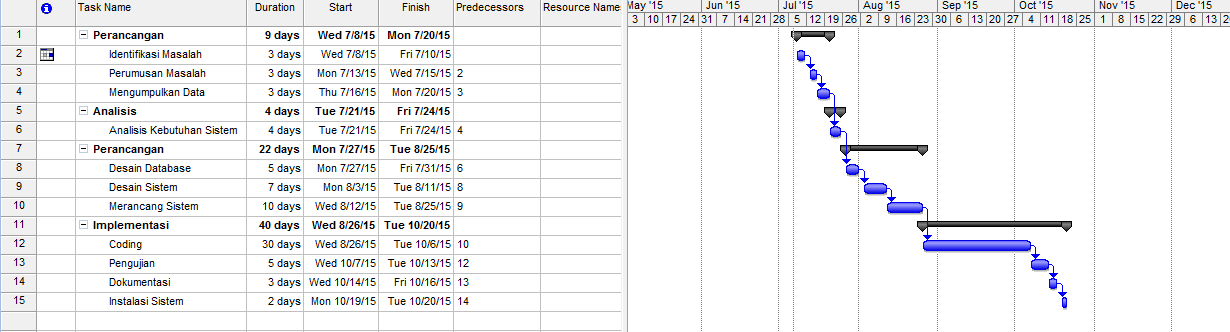 Task Name Duration Start Finish Predecessors Resource Names
1 Perancangan 9 days Wed 7/8/15 Mon 7/20/15
2 Identifikasi Masalah 3 days Wed 7/8/15 Fri 7/10/15
3 Perumusan Masalah 3 days Mon 7/13/15 Wed 7/15/15 2
4 Mengumpulkan Data 3 days Thu 7/16/15 Mon 7/20/15 3
5 Analisis 4 days Tue 7/21/15 Fri 7/24/15
6 Analisis Kebutuhan Sistem 4 days Tue 7/21/15 Fri 7/24/15 4
7 Perancangan 22 days Mon 7/27/15 Tue 8/25/15
8 Desain Database 5 days Mon 7/27/15 Fri 7/31/15 6
9 Desain Sistem 7 days Mon 8/3/15 Tue 8/11/15 8
10 Merancang Sistem 10 days Wed 8/12/15 Tue 8/25/15 9
11 Implementasi 40 days Wed 8/26/15 Tue 10/20/15
12 Coding 30 days Wed 8/26/15 Tue 10/6/15 10
13 Pengujian 5 days Wed 10/7/15 Tue 10/13/15 12
14 Dokumentasi 3 days Wed 10/14/15 Fri 10/16/15 13
15 Instalasi Sistem 2 days Mon 10/19/15 Tue 10/20/15 14
May '15 Jun '15 Jul '15 Aug '15 Sep '15 Oct '15 Nov '15 Dec '15
3 10 17 24 31 7 14 21 28 5 12 19 26 2 9 16 23 30 6 13 20 27 4 11 18 25 1 8 15 22 29 6 13 20